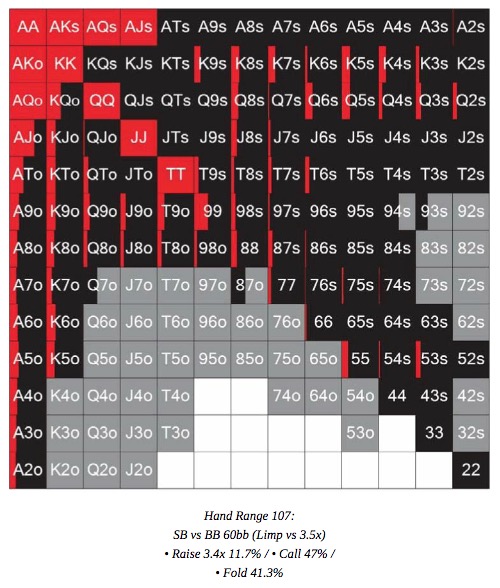 AA AKs AQs AJs ATs A9s A8s A7s A6s A5s A4s A3s A2s
AKo KK KQs KJs KTs K9s K8s K7s K6s K5s K4s K3s K2s
AQo KQo QQ QJs QTs Q9s Q8s Q7s Q6s Q5s Q4s Q3s Q2s
AJo KJo QJo JJ JTs J9s J8s J7s J6s J5s J4s J3s J2s
ATo KTo QTo JTo TT T9s T8s T7s T6s T5s T4s T3s T2s
A9o K9o Q9o J9o T9o 99 98s 97s 96s 95s 94s 93s 92s
A8o K8o Q8o J8o T8o 98o 88 87s 86s 85s 84s 83s 82s
A7o K7o Q7o J7o T7o 97o 87o 77 76s 75s 74s 73s 72s
A6o K6o Q6o J6o T6o 96o 86o 76o 66 65s 64s 63s 62s
A5o K5o Q5o J5o T5o 95o 85o 75o 65o 55 54s 53s 52s
A4o K4o Q4o J4o T4o 74o 64o 54o 44 43s 42s
A3o K3o Q3o J3o T3o 53o 33 32s
A2o K2o Q2o J2o 22
Hand Range 107:
SB vs BB 60bb (Limp vs 3.5x)
• Raise 3.4x 11.7% / • Call 47% /
• Fold 41.3%